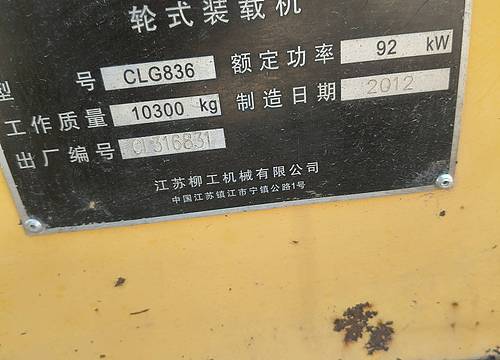 轮式装载机
型 号 CLG836 额定功率 92 kW
工作质量 10300 kg 制造日期 2012
出厂编号 CL316831
江苏柳工机械有限公司
中国江苏镇江市宁镇公路1号